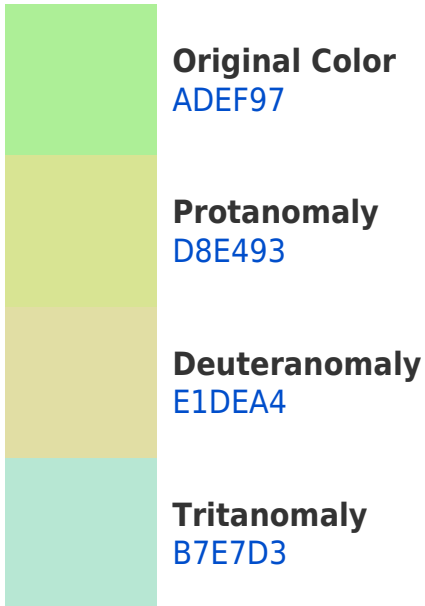 Original Color
ADEF97
Protanomaly
D8E493
Deuteranomaly
E1DEA4
Tritanomaly
B7E7D3